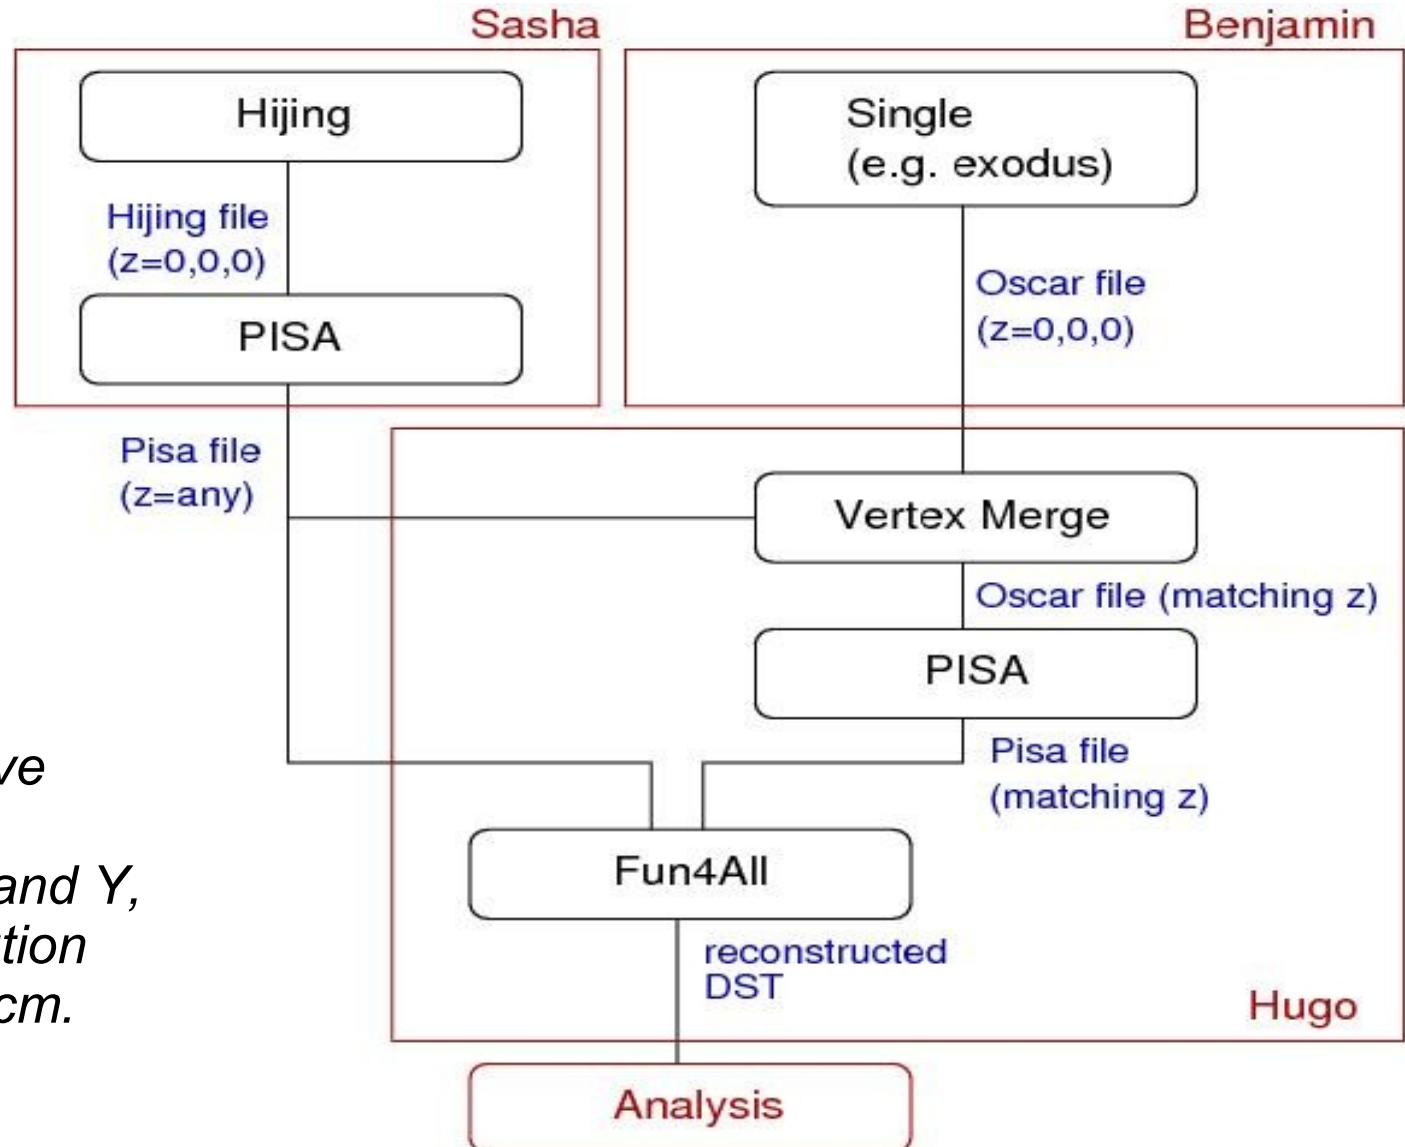 Sasha
Benjamin
Hijing
Single
(e.g. exodus)
Hijing file
(z=0,0,0)
Oscar file
(z=0,0,0)
PISA
Pisa file
(z=any)
Vertex Merge
Oscar file (matching z)
PISA
Pisa file
(matching z)
ve
and Y,
tion
cm.
Fun4All
reconstructed
DST
Hugo
Analysis